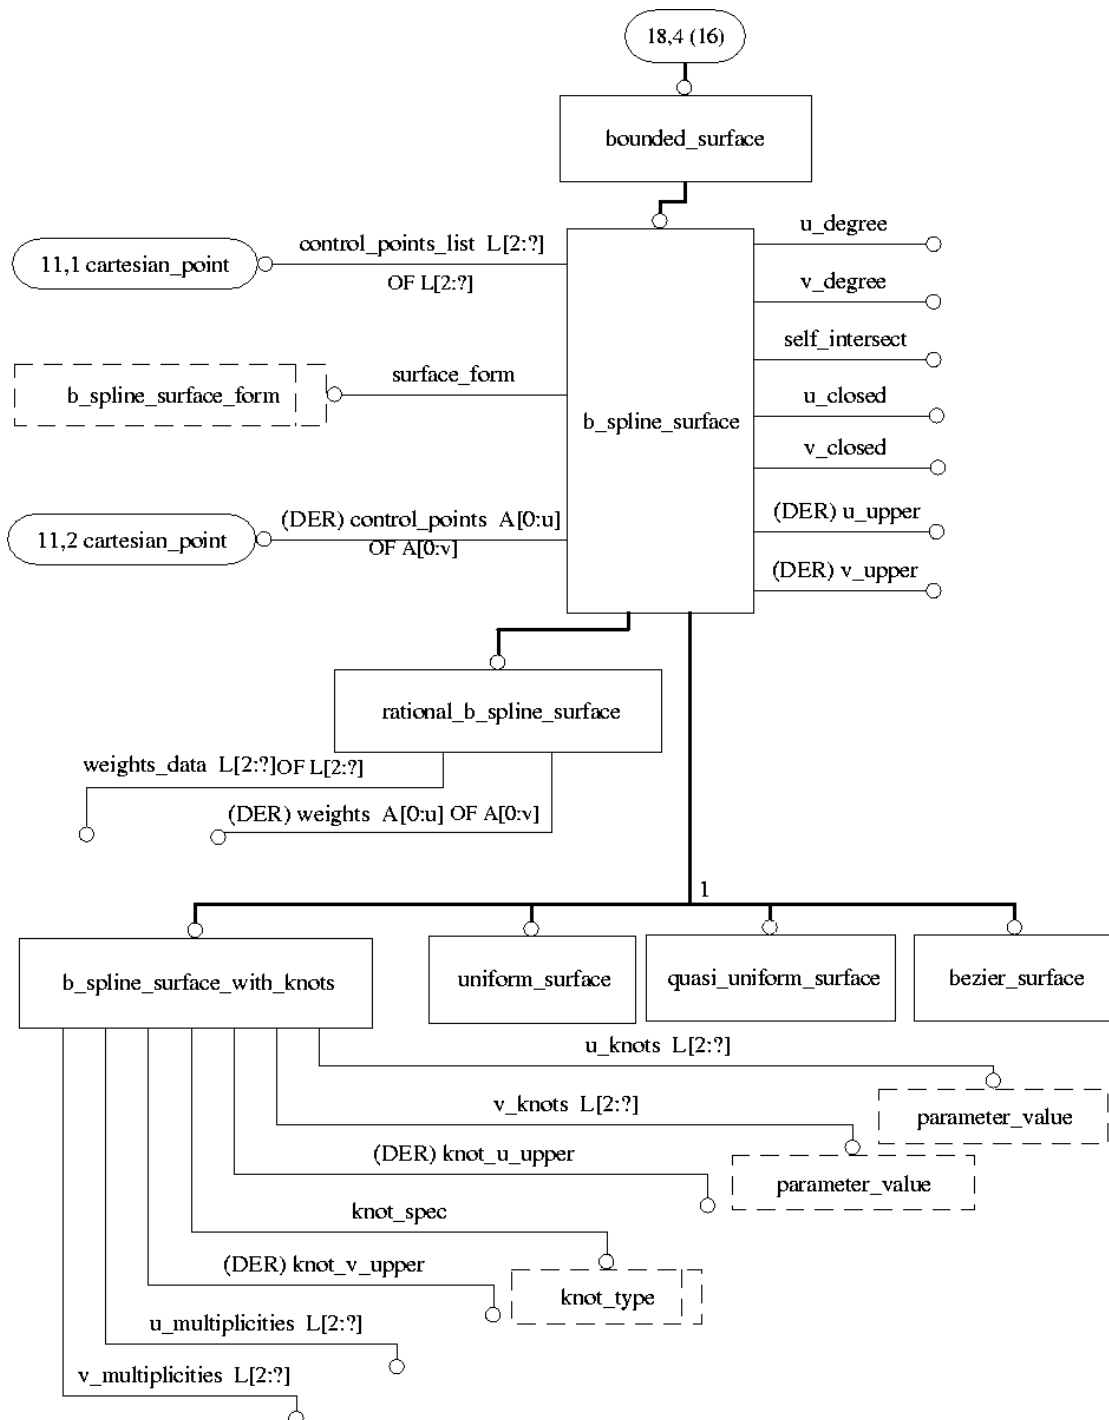 18,4 (16)
bounded_surface
u_degree
control_points_list L[2:?]
11,1 cartesian_point
OF L[2:?]
v_degree
self_intersect
surface_form
b_spline_surface_form
u_closed
b_spline_surface
v_closed
(DER) control_points A[0:u]
(DER) u_upper
11,2 cartesian_point
OF A[0:v]
(DER) v_upper
rational_b_spline_surface
weights_data L[2:?]OF L[2:?]
(DER) weights A[0:u] OF A[0:v]
1
b_spline_surface_with_knots
uniform_surface
quasi_uniform_surface
bezier_surface
u_knots L[2:?]
v_knots L[2:?]
parameter_value
(DER) knot_u_upper
parameter_value
knot_spec
(DER) knot_v_upper
knot_type
u_multiplicities L[2:?]
v_multiplicities L[2:?]